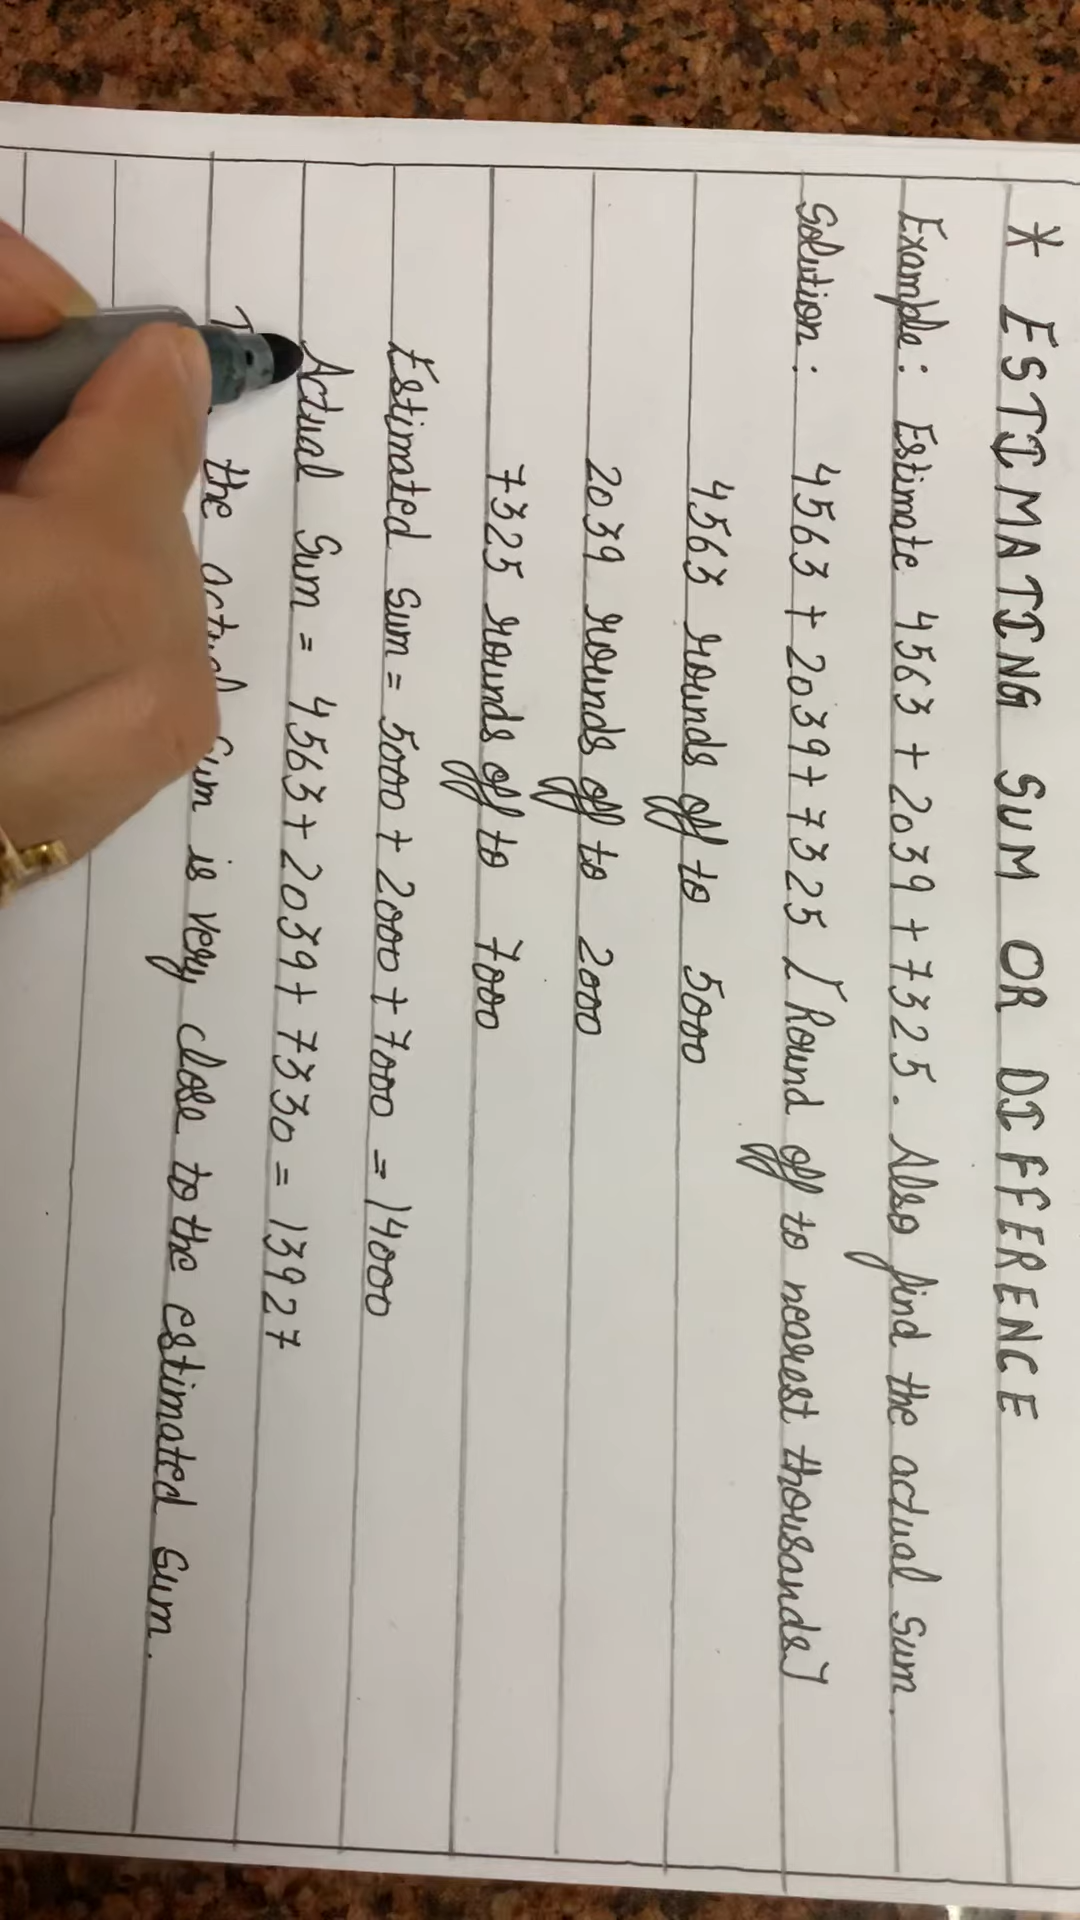 * ESTIMATING SUM OR DIFFERENCE
Example: Estimate 4563 + 2039 + 7325. Also find the actual sum.
Solution: 4563 + 2039 + 7325 [Round off to nearest thousands]
4563 rounds off to 5000
2039 rounds off to 2000
7325 rounds off to 7000
Estimated sum = 5000 + 2000 + 7000 = 14000
Actual Sum = 4563 + 2039 + 7330 = 13927
the actual sum is very close to the estimated sum.